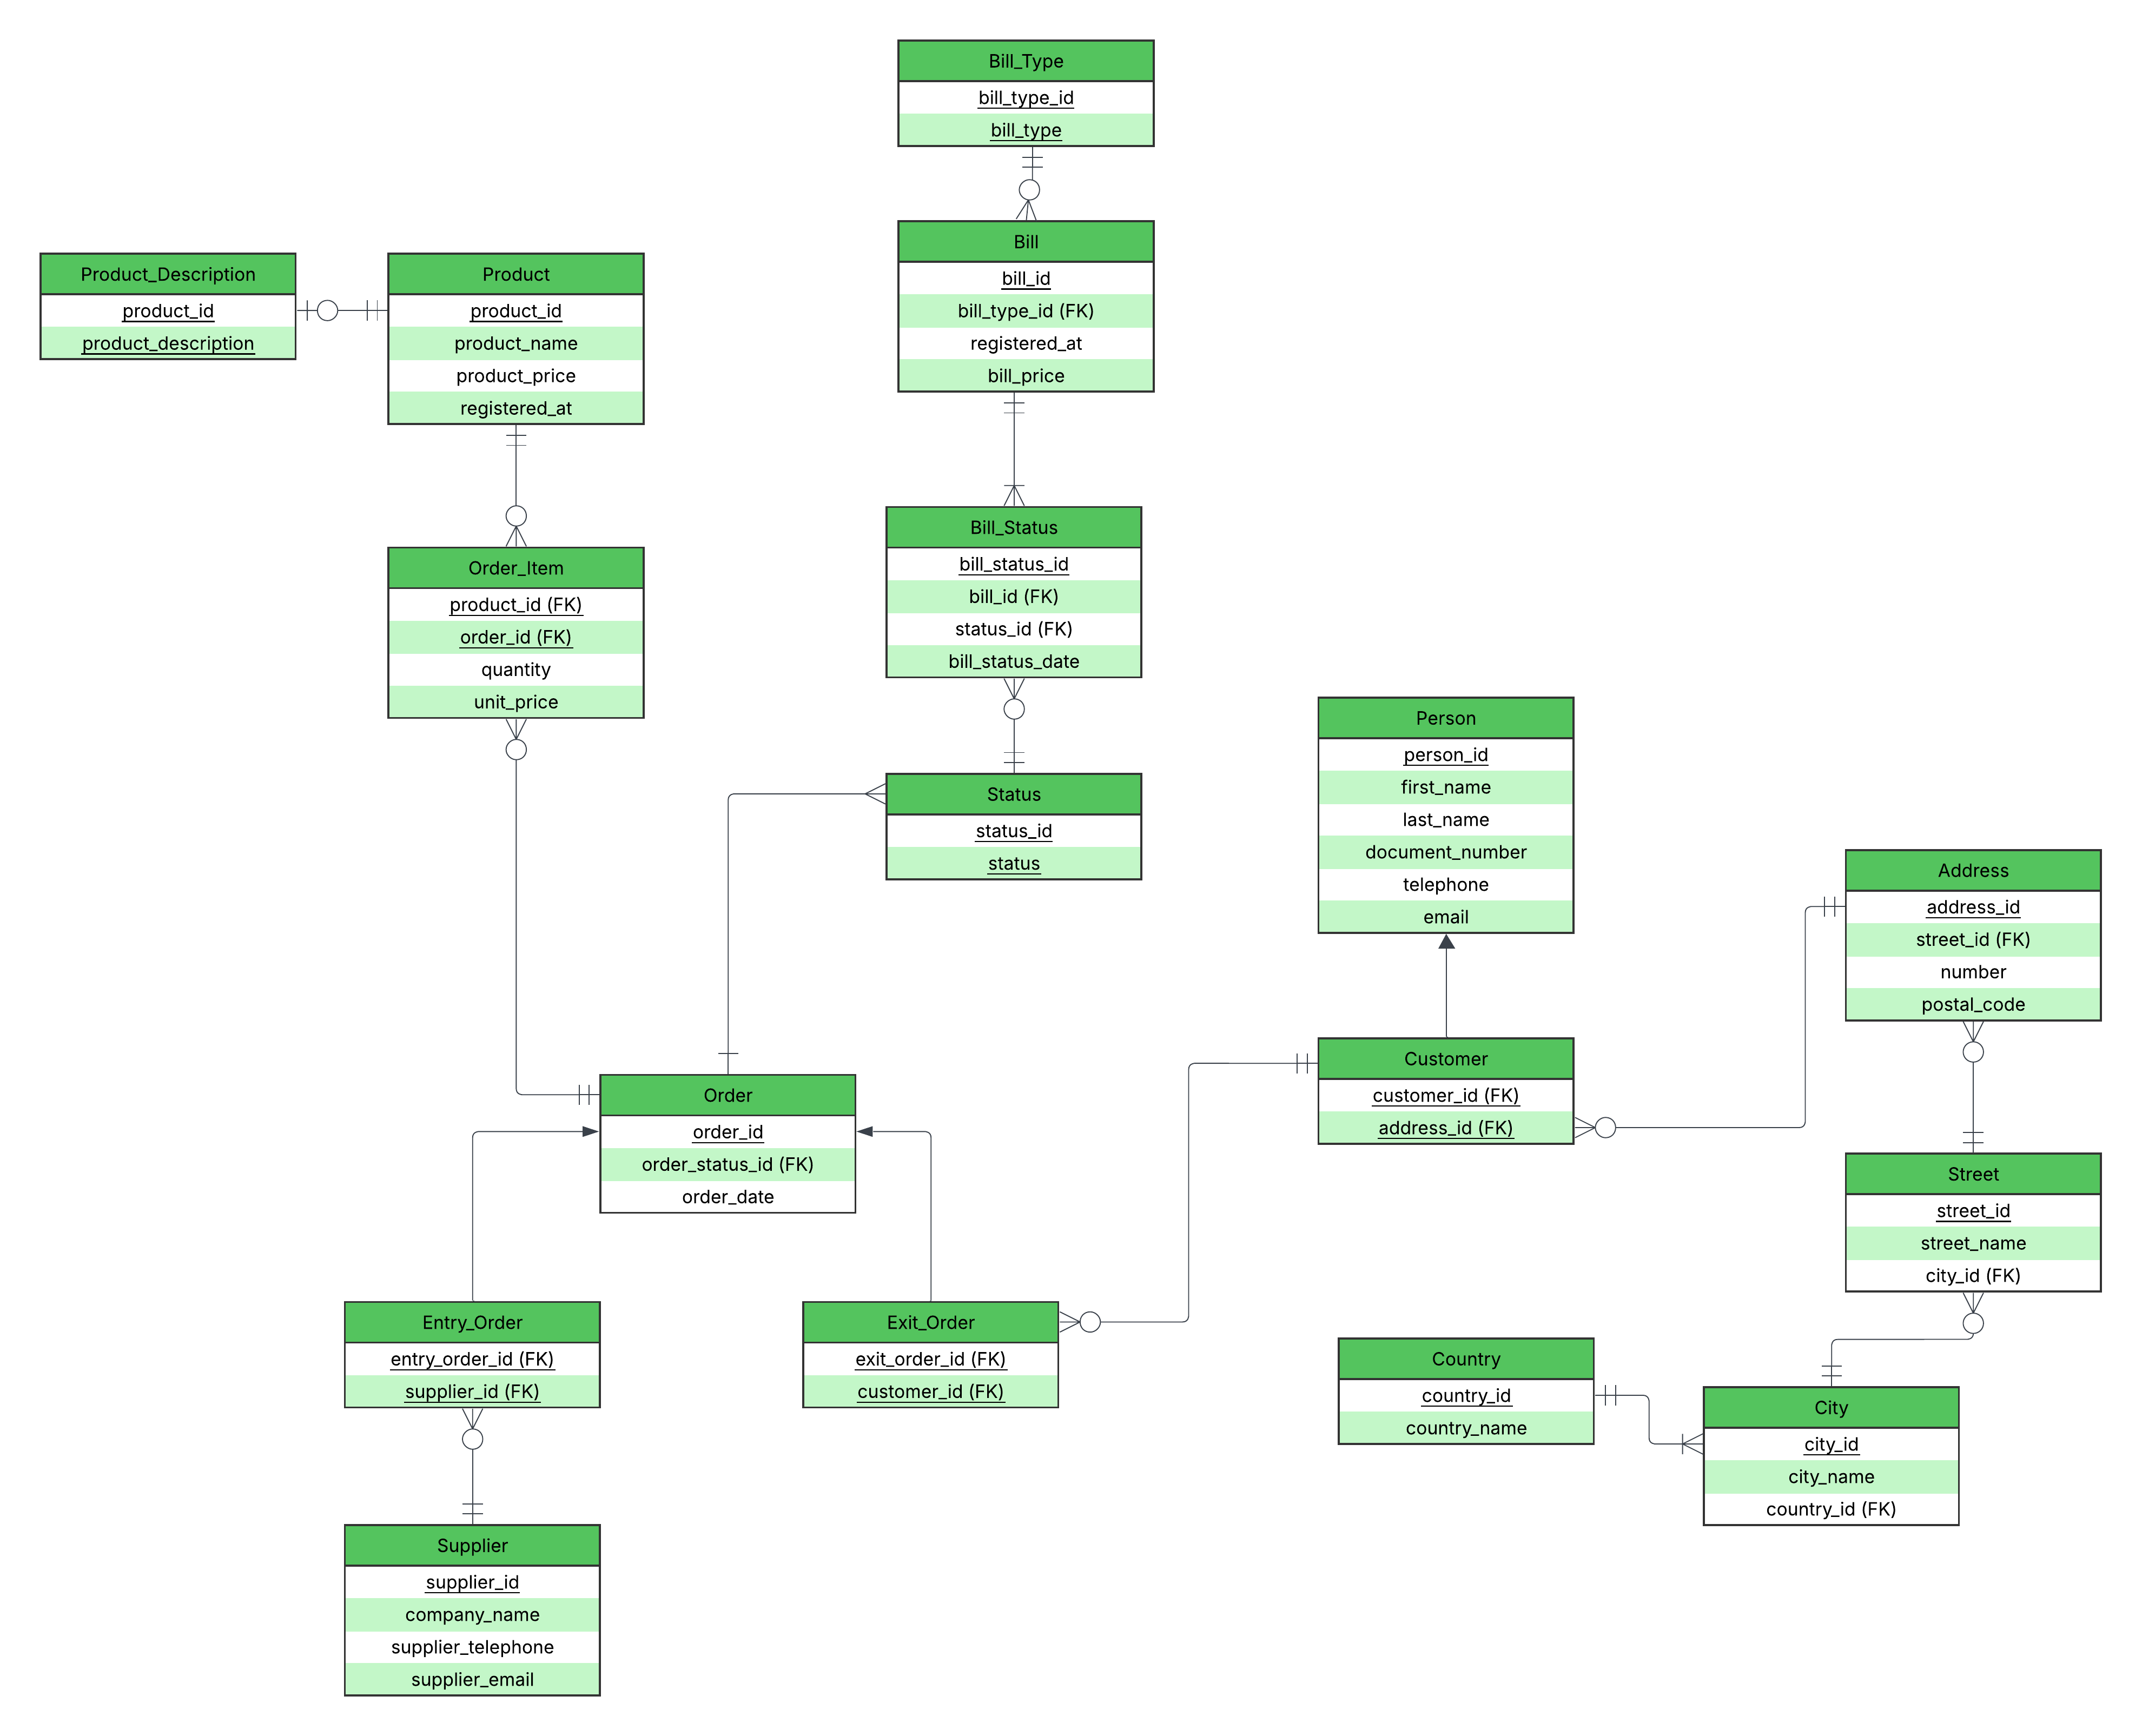 Bill_Type
bill_type_id
bill_type
Bill
bill_id
bill_type_id (FK)
registered_at
bill_price
Product_Description
product_id
product_description
Product
product_id
product_name
product_price
registered_at
Order_Item
product_id (FK)
order_id (FK)
quantity
unit_price
Bill_Status
bill_status_id
bill_id (FK)
status_id (FK)
bill_status_date
Status
status_id
status
Person
person_id
first_name
last_name
document_number
telephone
email
Address
address_id
street_id (FK)
number
postal_code
Customer
customer_id (FK)
address_id (FK)
Order
order_id
order_status_id (FK)
order_date
Street
street_id
street_name
city_id (FK)
Entry_Order
entry_order_id (FK)
supplier_id (FK)
Exit_Order
exit_order_id (FK)
customer_id (FK)
Country
country_id
country_name
City
city_id
city_name
country_id (FK)
Supplier
supplier_id
company_name
supplier_telephone
supplier_email